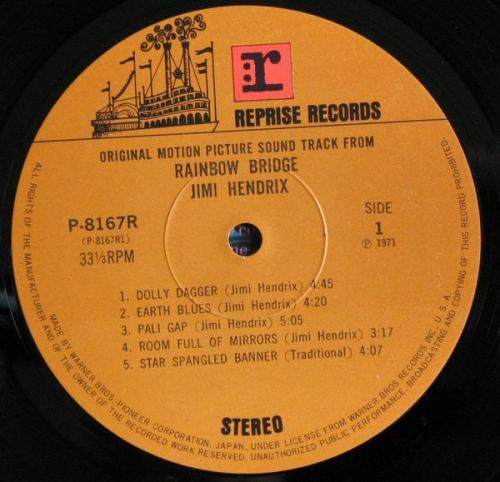 r
REPRISE RECORDS
ORIGINAL MOTION PICTURE SOUND TRACK FROM
RAINBOW BRIDGE
JIMI HENDRIX
P-8167R
(P-8167R1)
33⅓RPM
SIDE
1
Ⓟ 1971
1. DOLLY DAGGER (Jimi Hendrix) 4:45
2. EARTH BLUES (Jimi Hendrix) 4:20
3. PALI GAP (Jimi Hendrix) 5:05
4. ROOM FULL OF MIRRORS (Jimi Hendrix) 3:17
5. STAR SPANGLED BANNER (Traditional) 4:07
STEREO
MADE BY WARNER BROS.-PIONEER CORPORATION, JAPAN, UNDER LICENSE FROM WARNER BROS RECORDS INC. U.S.A.
ALL RIGHTS OF THE MANUFACTURER AND OF THE OWNER OF THE RECORDED WORK RESERVED. UNAUTHORIZED PUBLIC PERFORMANCE, BROADCASTING AND COPYING OF THIS RECORD PROHIBITED.